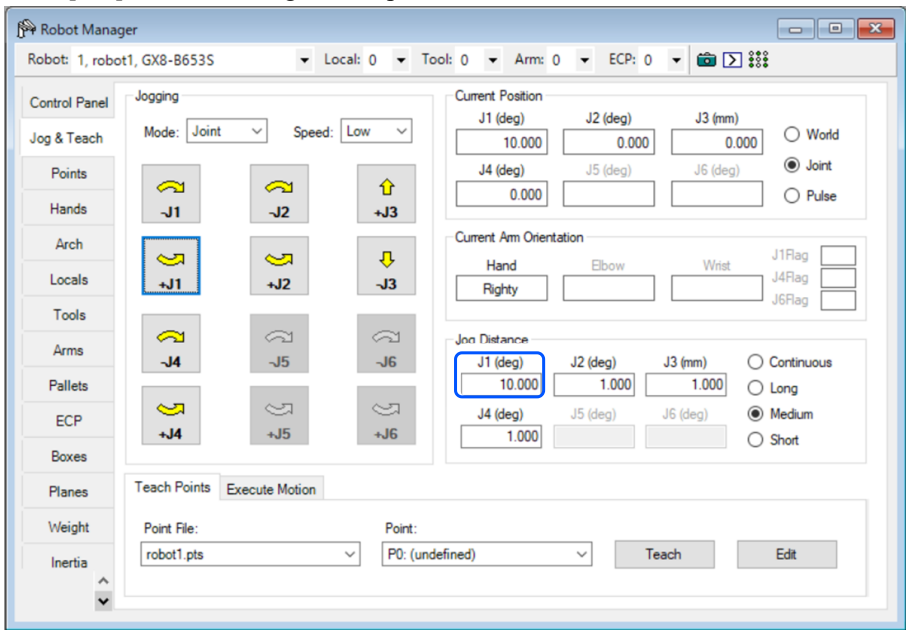 Robot Manager
Robot: 1, robot1, GX8-B653S Local: 0 Tool: 0 Arm: 0 ECP: 0
Control Panel
Jog & Teach
Points
Hands
Arch
Locals
Tools
Arms
Pallets
ECP
Boxes
Planes
Weight
Inertia
Jogging
Mode: Joint Speed: Low
-J1 -J2 +J3
+J1 +J2 -J3
-J4 -J5 -J6
+J4 +J5 +J6
Current Position
J1 (deg) J2 (deg) J3 (mm)
10.000 0.000 0.000
J4 (deg) J5 (deg) J6 (deg)
0.000
World
Joint
Pulse
Current Arm Orientation
Hand Elbow Wrist
Righty
J1Flag
J4Flag
J6Flag
Jog Distance
J1 (deg) J2 (deg) J3 (mm)
10.000 1.000 1.000
J4 (deg) J5 (deg) J6 (deg)
1.000
Continuous
Long
Medium
Short
Teach Points Execute Motion
Point File: Point:
robot1.pts P0: (undefined) Teach Edit